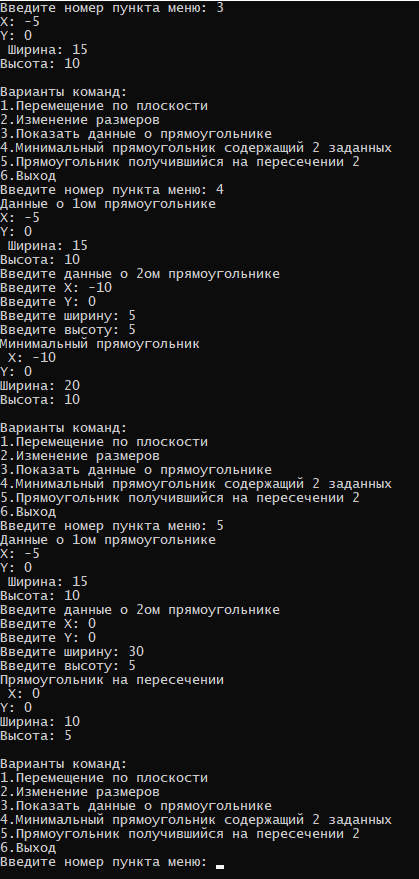 Введите номер пункта меню: 3
X: -5
Y: 0
 Ширина: 15
Высота: 10

Варианты команд:
1.Перемещение по плоскости
2.Изменение размеров
3.Показать данные о прямоугольнике
4.Минимальный прямоугольник содержащий 2 заданных
5.Прямоугольник получившийся на пересечении 2
6.Выход
Введите номер пункта меню: 4
Данные о 1ом прямоугольнике
X: -5
Y: 0
 Ширина: 15
Высота: 10
Введите данные о 2ом прямоугольнике
Введите X: -10
Введите Y: 0
Введите ширину: 5
Введите высоту: 5
Минимальный прямоугольник
 X: -10
Y: 0
Ширина: 20
Высота: 10

Варианты команд:
1.Перемещение по плоскости
2.Изменение размеров
3.Показать данные о прямоугольнике
4.Минимальный прямоугольник содержащий 2 заданных
5.Прямоугольник получившийся на пересечении 2
6.Выход
Введите номер пункта меню: 5
Данные о 1ом прямоугольнике
X: -5
Y: 0
 Ширина: 15
Высота: 10
Введите данные о 2ом прямоугольнике
Введите X: 0
Введите Y: 0
Введите ширину: 30
Введите высоту: 5
Прямоугольник на пересечении
 X: 0
Y: 0
Ширина: 10
Высота: 5

Варианты команд:
1.Перемещение по плоскости
2.Изменение размеров
3.Показать данные о прямоугольнике
4.Минимальный прямоугольник содержащий 2 заданных
5.Прямоугольник получившийся на пересечении 2
6.Выход
Введите номер пункта меню: